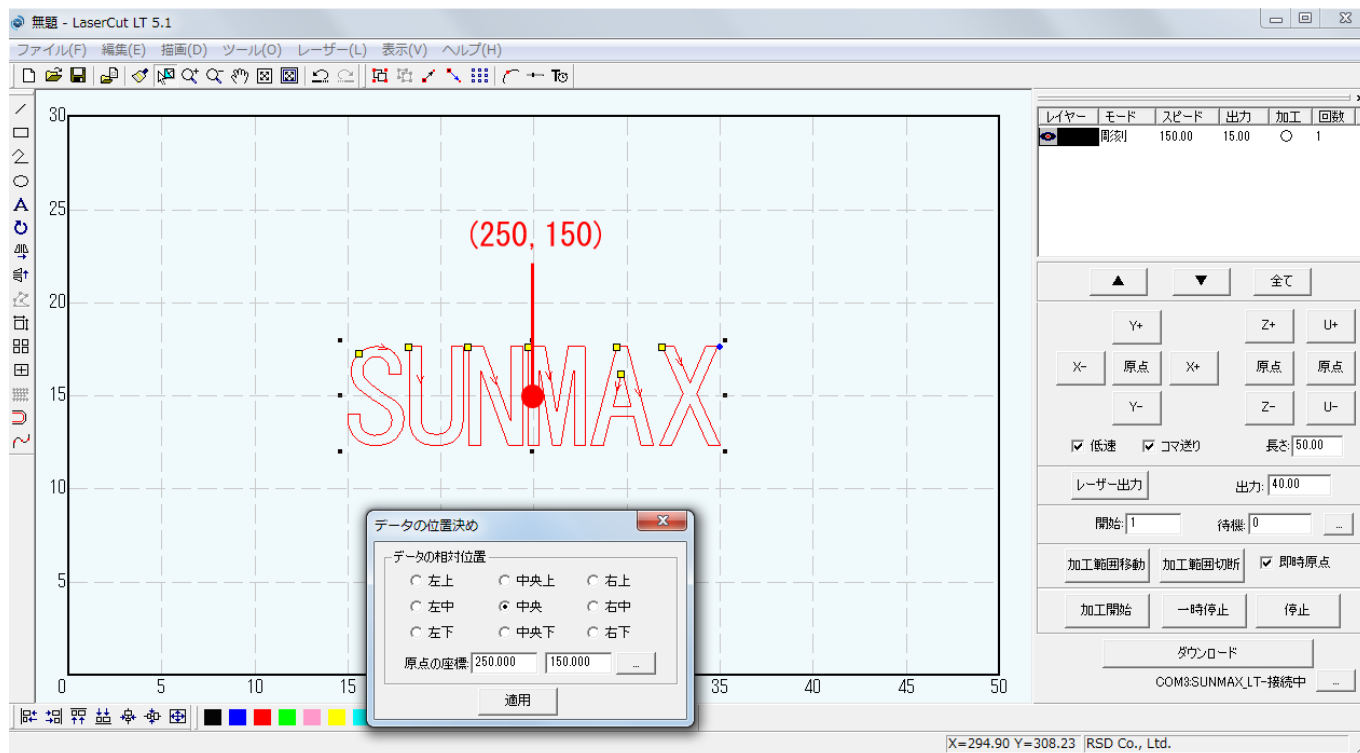 無題 - LaserCut LT 5.1
ファイル(F) 編集(E) 描画(D) ツール(O) レーザー(L) 表示(V) ヘルプ(H)
30
25
20
15
10
5
0 5 10 15 35 40 45 50
(250, 150)
SUNMAX
データの位置決め
データの相対位置
左上 中央上 右上
左中 中央 右中
左下 中央下 右下
原点の座標: 250.000 150.000 ...
適用
レイヤー モード スピード 出力 加工 回数
彫刻 150.00 15.00 ○ 1
▲ ▼ 全て
Y+ Z+ U+
X- 原点 X+ 原点 原点
Y- Z- U-
低速 コマ送り 長さ: 50.00
レーザー出力 出力: 40.00
開始: 1 待機: 0 ...
加工範囲移動 加工範囲切断 即時原点
加工開始 一時停止 停止
ダウンロード
COM3:SUNMAX_LT-接続中 ...
X=294.90 Y=308.23 RSD Co., Ltd.